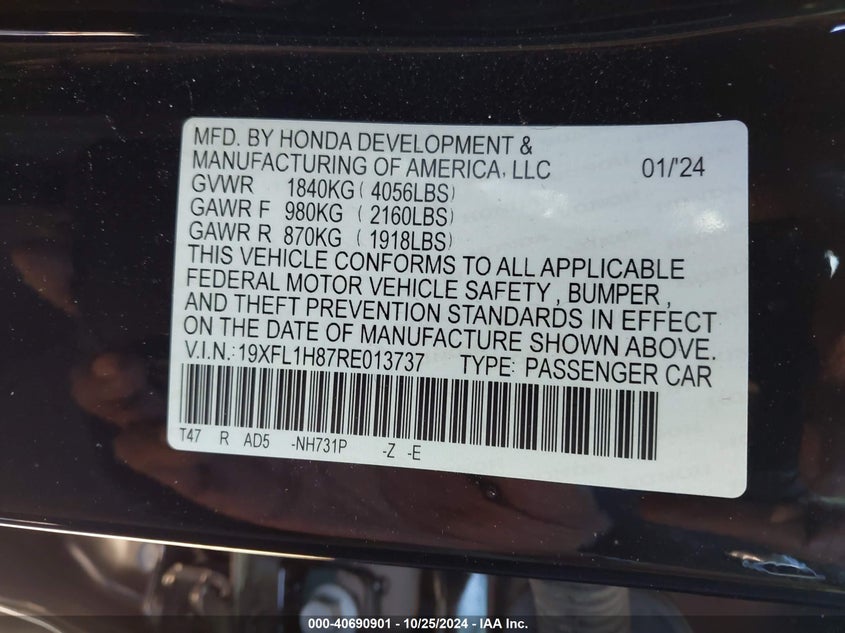 MFD. BY HONDA DEVELOPMENT &
MANUFACTURING OF AMERICA, LLC 01/'24
GVWR 1840KG ( 4056LBS)
GAWR F 980KG ( 2160LBS)
GAWR R 870KG ( 1918LBS)
THIS VEHICLE CONFORMS TO ALL APPLICABLE
FEDERAL MOTOR VEHICLE SAFETY , BUMPER ,
AND THEFT PREVENTION STANDARDS IN EFFECT
ON THE DATE OF MANUFACTURE SHOWN ABOVE.
V.I.N.: 19XFL1H87RE013737 TYPE: PASSENGER CAR
T47 R AD5 -NH731P -Z -E
000-40690901 - 10/25/2024 - IAA Inc.